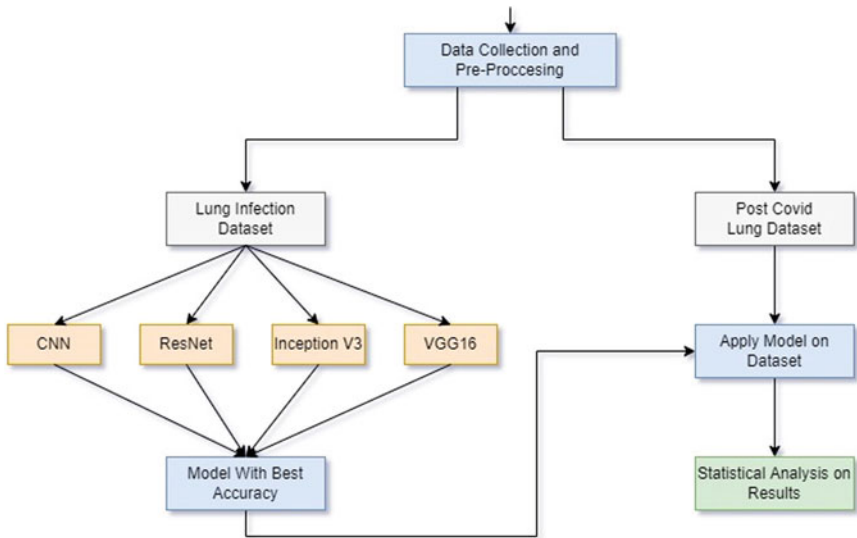 Data Collection and
Pre-Proccesing
Lung Infection
Dataset
Post Covid
Lung Dataset
CNN
ResNet
Inception V3
VGG16
Apply Model on
Dataset
Model With Best
Accuracy
Statistical Analysis on
Results